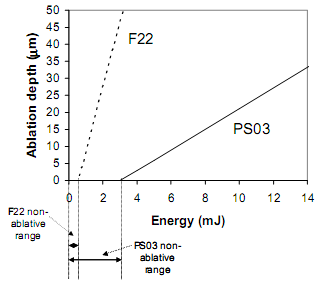 50
45
40
35
30
25
20
15
10
5
0
Ablation depth (μm)
F22
PS03
0 2 4 6 8 10 12 14
Energy (mJ)
F22 non-
ablative
range
PS03 non-
ablative
range